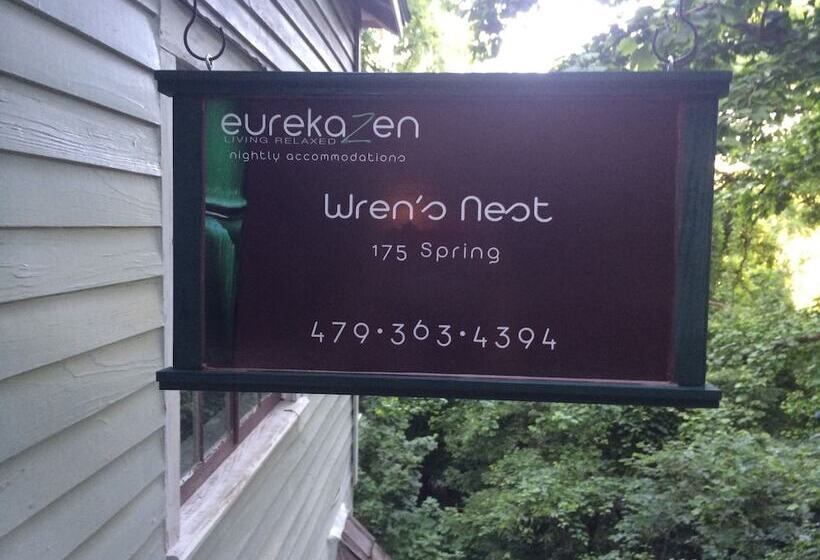 eurekaZen
LIVING RELAXED
nightly accommodations
Wren's Nest
175 Spring
479·363·4394